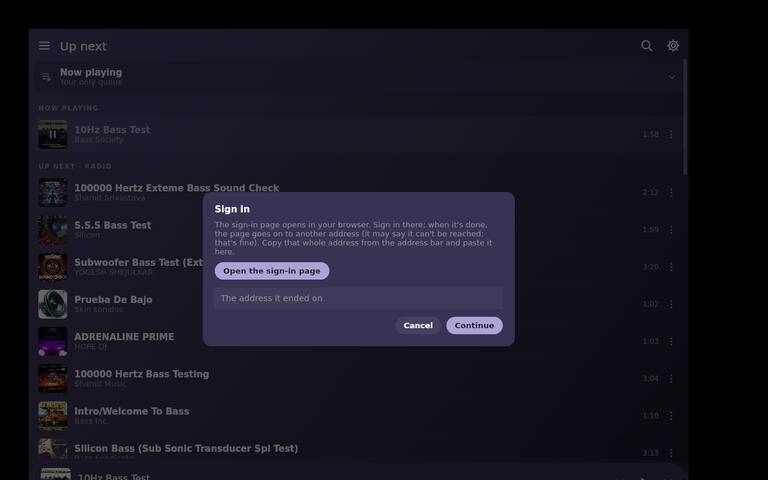 Up next
Now playing
Your only queue
NOW PLAYING
10Hz Bass Test
Bass Society
1:58
UP NEXT · RADIO
100000 Hertz Exteme Bass Sound Check
Shamit Srivastava
2:12
S.S.S Bass Test
Silicon
1:59
Subwoofer Bass Test (Ext
YOGESH SHEJULKAR
3:20
Prueba De Bajo
Skin sonidos
1:02
ADRENALINE PRIME
HOPE DJ
1:03
100000 Hertz Bass Testing
Shamit Music
3:04
Intro/Welcome To Bass
Bass Inc.
1:10
Silicon Bass (Sub Sonic Transducer Spl Test)
Bass Syndicate
3:13
10Hz Bass Test
Sign in
The sign-in page opens in your browser. Sign in there; when it's done,
the page goes on to another address (it may say it can't be reached:
that's fine). Copy that whole address from the address bar and paste it
here.
Open the sign-in page
The address it ended on
Cancel
Continue